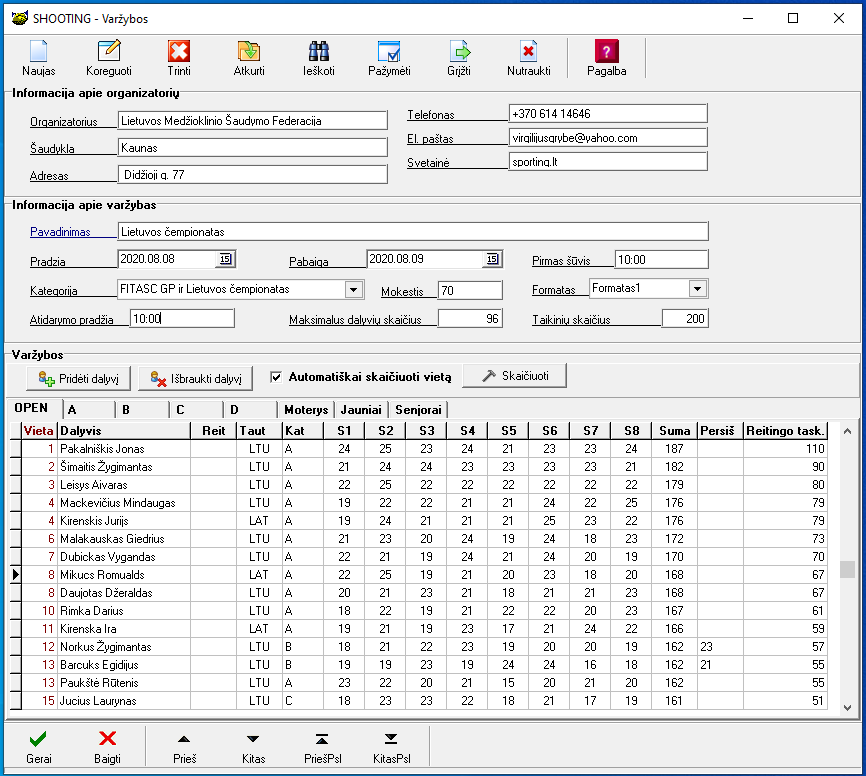 SHOOTING - Varžybos
Naujas Koreguoti Trinti Atkurti Ieškoti Pažymėti Grįžti Nutraukti Pagalba
Informacija apie organizatorių
Organizatorius Lietuvos Medžioklinio Šaudymo Federacija
Telefonas +370 614 14646
El. paštas virgilijusgrybe@yahoo.com
Šaudykla Kaunas
Svetainė sporting.lt
Adresas Didžioji g. 77
Informacija apie varžybas
Pavadinimas Lietuvos čempionatas
Pradzia 2020.08.08 15 Pabaiga 2020.08.09 15 Pirmas šūvis 10:00
Kategorija FITASC GP ir Lietuvos čempionatas Mokestis 70 Formatas Formatas1
Atidarymo pradžia 10:00 Maksimalus dalyvių skaičius 96 Taikinių skaičius 200
Varžybos
Pridėti dalyvį Išbraukti dalyvį Automatiškai skaičiuoti vietą Skaičiuoti
OPEN A B C D Moterys Jauniai Senjorai
Vieta Dalyvis Reit Taut Kat S1 S2 S3 S4 S5 S6 S7 S8 Suma Persiš Reitingo task.
1 Pakalniškis Jonas LTU A 24 25 23 24 21 23 23 24 187 110
2 Šimaitis Žygimantas LTU A 21 24 24 23 23 23 23 21 182 90
3 Leisys Aivaras LTU A 22 25 22 22 22 22 22 22 179 80
4 Mackevičius Mindaugas LTU A 19 22 22 21 21 24 22 25 176 79
4 Kirenskis Jurijs LAT A 19 24 21 21 21 25 23 22 176 79
6 Malakauskas Giedrius LTU A 21 23 20 24 19 24 18 23 172 73
7 Dubickas Vygandas LTU A 22 21 19 24 21 24 20 19 170 70
8 Mikucs Romualds LAT A 22 25 19 21 20 23 18 20 168 67
8 Daujotas Džeraldas LTU A 20 21 23 21 18 21 21 23 168 67
10 Rimka Darius LTU A 18 22 19 21 22 22 20 23 167 61
11 Kirenska Ira LAT A 19 21 19 23 17 21 24 22 166 59
12 Norkus Žygimantas LTU B 18 21 22 23 19 20 20 19 162 23 57
13 Barcuks Egidijus LTU B 19 19 23 19 24 24 16 18 162 21 55
13 Paukštė Rūtenis LTU A 23 22 20 21 15 20 21 20 162 55
15 Jucius Laurynas LTU C 18 23 23 22 18 21 17 19 161 51
Gerai Baigti Prieš Kitas PriešPsl KitasPsl